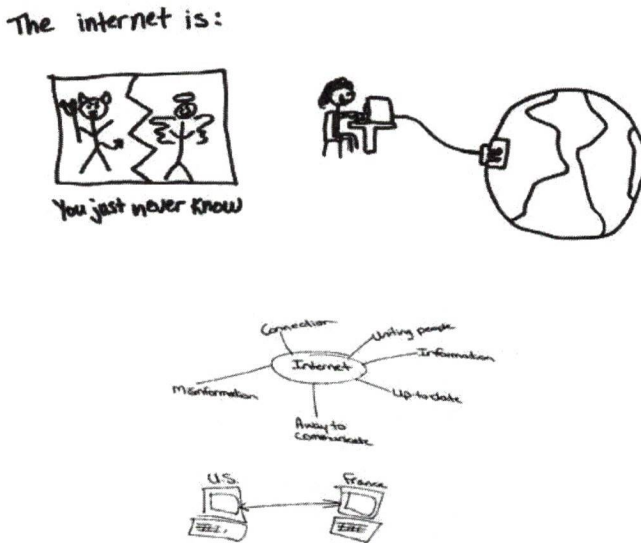 The internet is:
You just never know
Connection
Uniting people
Information
Internet
Misinformation
Up-to-date
A way to
communicate
U.S.
France